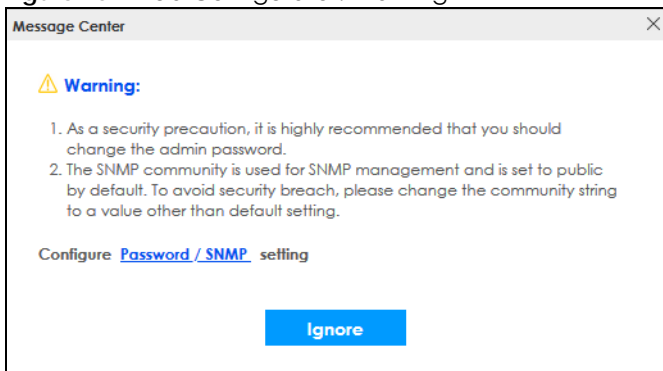 Message Center
Warning:
1. As a security precaution, it is highly recommended that you should
change the admin password.
2. The SNMP community is used for SNMP management and is set to public
by default. To avoid security breach, please change the community string
to a value other than default setting.
Configure Password / SNMP setting
Ignore